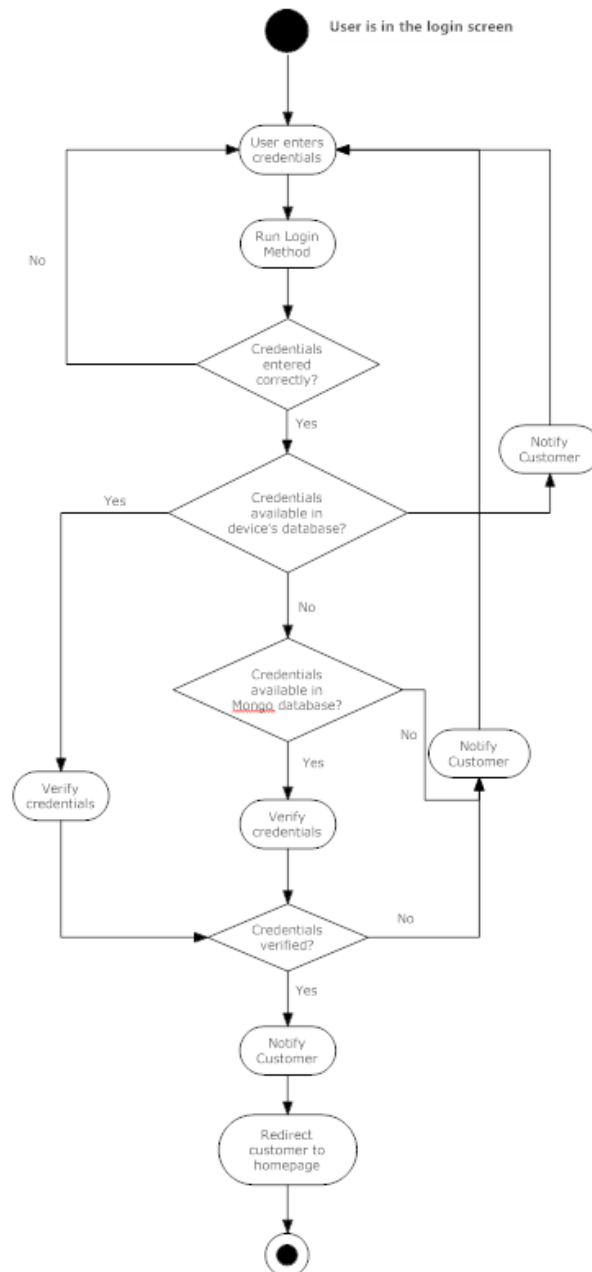 User is in the login screen
User enters
credentials
Run Login
Method
No
Credentials
entered
correctly?
Yes
Notify
Customer
Yes
Credentials
available in
device's database?
No
Credentials
available in
Mongo database?
No
Notify
Customer
Yes
Verify
credentials
Verify
credentials
No
Credentials
verified?
Yes
Notify
Customer
Redirect
customer to
homepage